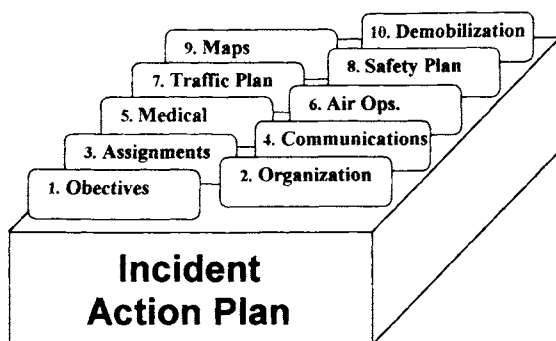 10. Demobilization
9. Maps
8. Safety Plan
7. Traffic Plan
6. Air Ops.
5. Medical
4. Communications
3. Assignments
2. Organization
1. Obectives
Incident
Action Plan